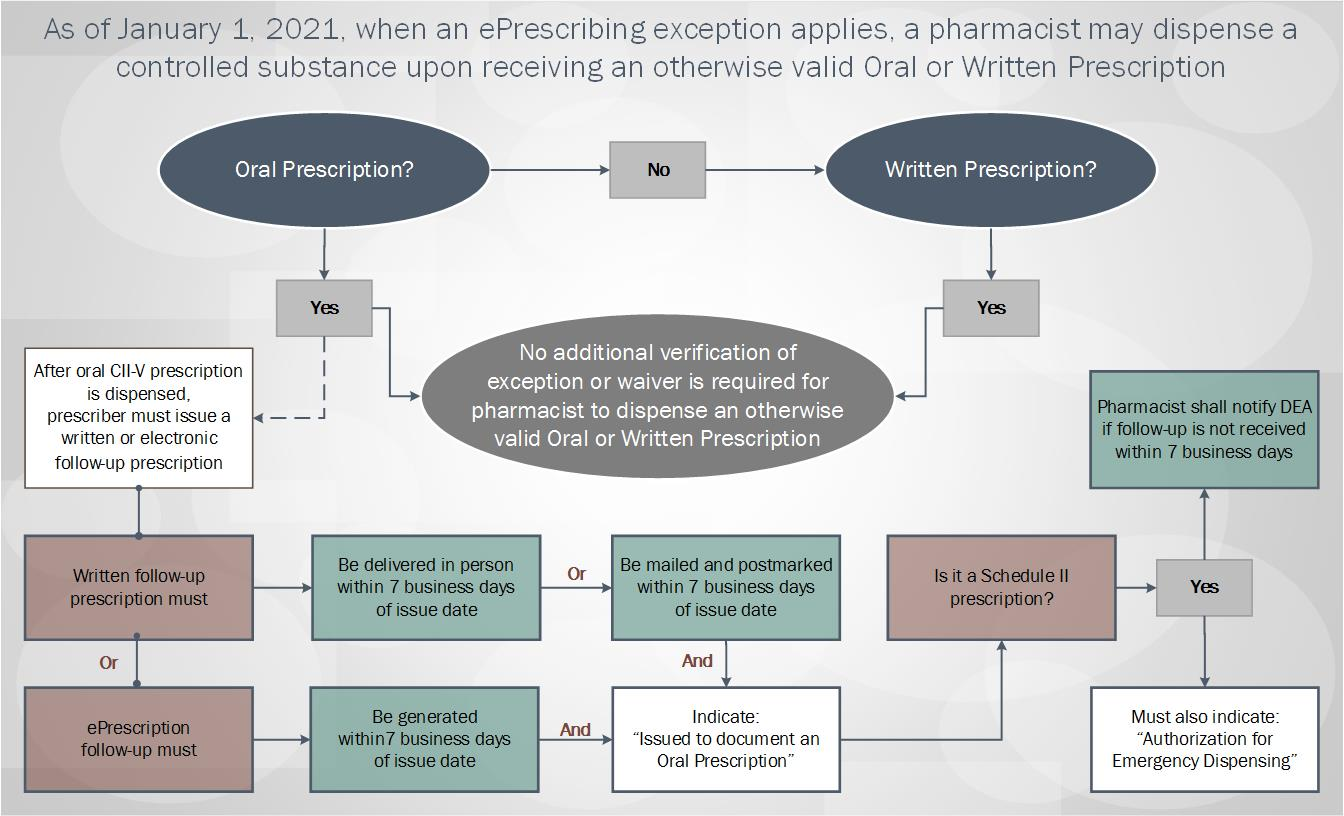 As of January 1, 2021, when an ePrescribing exception applies, a pharmacist may dispense a
controlled substance upon receiving an otherwise valid Oral or Written Prescription
Oral Prescription?
No
Written Prescription?
Yes
Yes
No additional verification of
exception or waiver is required for
pharmacist to dispense an otherwise
valid Oral or Written Prescription
After oral CII-V prescription
is dispensed,
prescriber must issue a
written or electronic
follow-up prescription
Pharmacist shall notify DEA
if follow-up is not received
within 7 business days
Written follow-up
prescription must
Be delivered in person
within 7 business days
of issue date
Or
Be mailed and postmarked
within 7 business days
of issue date
Is it a Schedule II
prescription?
Yes
Or
And
ePrescription
follow-up must
Be generated
within7 business days
of issue date
And
Indicate:
“Issued to document an
Oral Prescription”
Must also indicate:
“Authorization for
Emergency Dispensing”